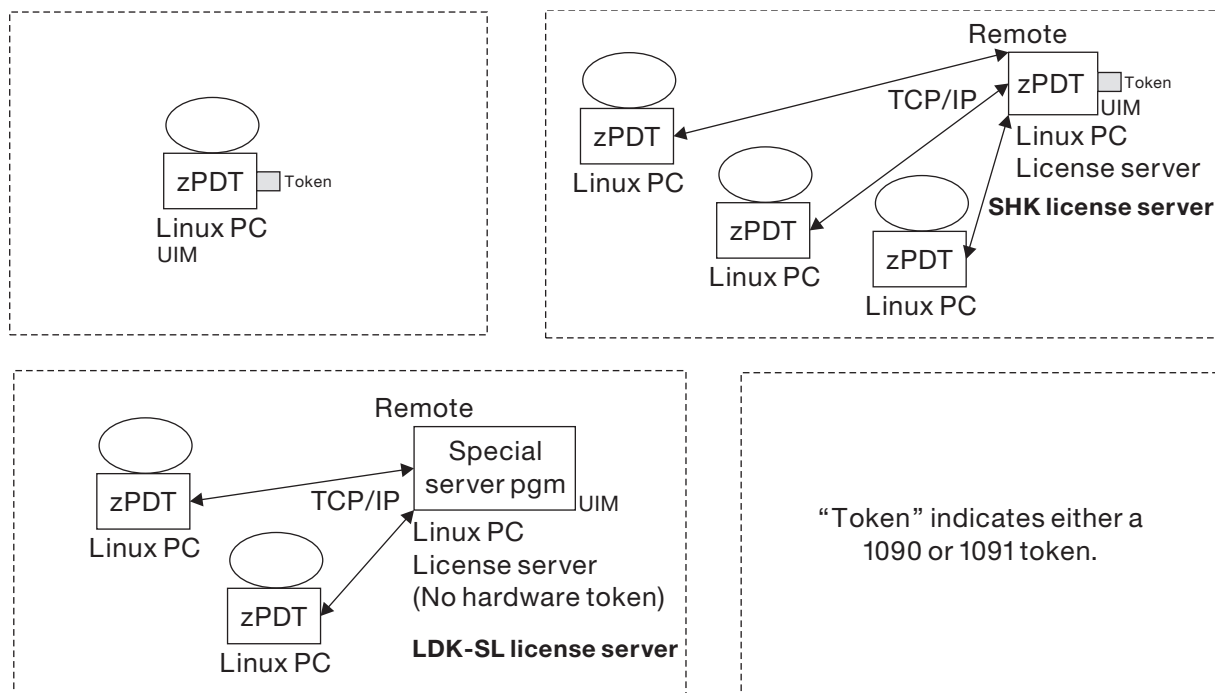 zPDT
Token
Linux PC
UIM
Remote
zPDT
Token
TCP/IP
UIM
zPDT
Linux PC
Linux PC
License server
zPDT
SHK license server
Linux PC
zPDT
Linux PC
Remote
Special
server pgm
zPDT
TCP/IP
UIM
Linux PC
Linux PC
License server
(No hardware token)
zPDT
Linux PC
LDK-SL license server
“Token” indicates either a
1090 or 1091 token.